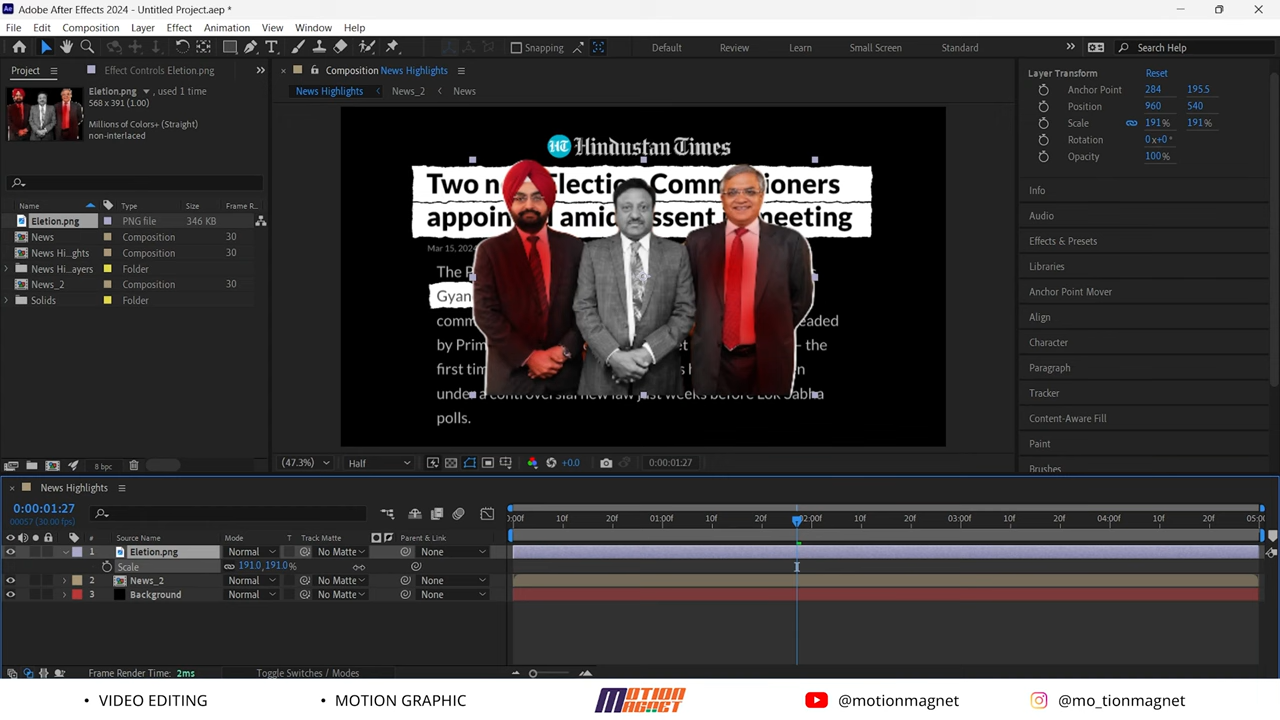 Ae Adobe After Effects 2024 - Untitled Project.aep *
File Edit Composition Layer Effect Animation View Window Help
Snapping Default Review Learn Small Screen Standard Search Help
Project Effect Controls Eletion.png
Composition News Highlights
Eletion.png , used 1 time
568 x 391 (1.00)
Millions of Colors+ (Straight)
non-interlaced
News Highlights News_2 News
Name Type Size Frame R
Eletion.png PNG file 346 KB
News Composition 30
News Hi...ghts Composition 30
News Hi...ayers Folder
News_2 Composition 30
Solids Folder
8 bpc
HT Hindustan Times
Two n Election Commissioners
appoin amid meeting
Mar 15, 2024
The
Gyan
comm eaded
by Prim the
first tim
under a controversial new law just weeks before Lok Sabha
polls.
(47.3%) Half +0.0 0:00:01:27
Layer Transform Reset
Anchor Point 284 195.5
Position 960 540
Scale 191% 191%
Rotation 0x+0°
Opacity 100%
Info
Audio
Effects & Presets
Libraries
Anchor Point Mover
Align
Character
Paragraph
Tracker
Content-Aware Fill
Paint
Brushes
News Highlights
0:00:01:27
00057 (30.00 fps)
:00f 10f 20f 01:00f 10f 20f 02:00f 10f 20f 03:00f 10f 20f 04:00f 10f 20f 05:0
# Source Name Mode T Track Matte Parent & Link
1 Eletion.png Normal No Matte None
Scale 191.0,191.0%
2 News_2 Normal No Matte None
3 Background Normal No Matte None
Frame Render Time: 2ms Toggle Switches / Modes
• VIDEO EDITING • MOTION GRAPHIC MOTION MAGNET @motionmagnet @mo_tionmagnet